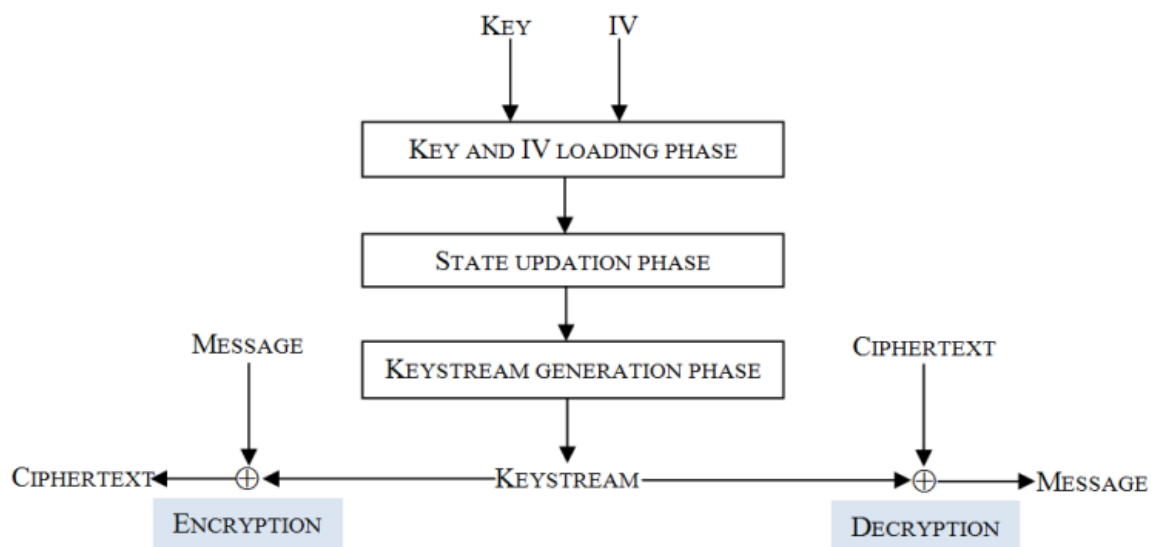 KEY IV
KEY AND IV LOADING PHASE
STATE UPDATION PHASE
MESSAGE
CIPHERTEXT
KEYSTREAM GENERATION PHASE
CIPHERTEXT KEYSTREAM MESSAGE
ENCRYPTION DECRYPTION